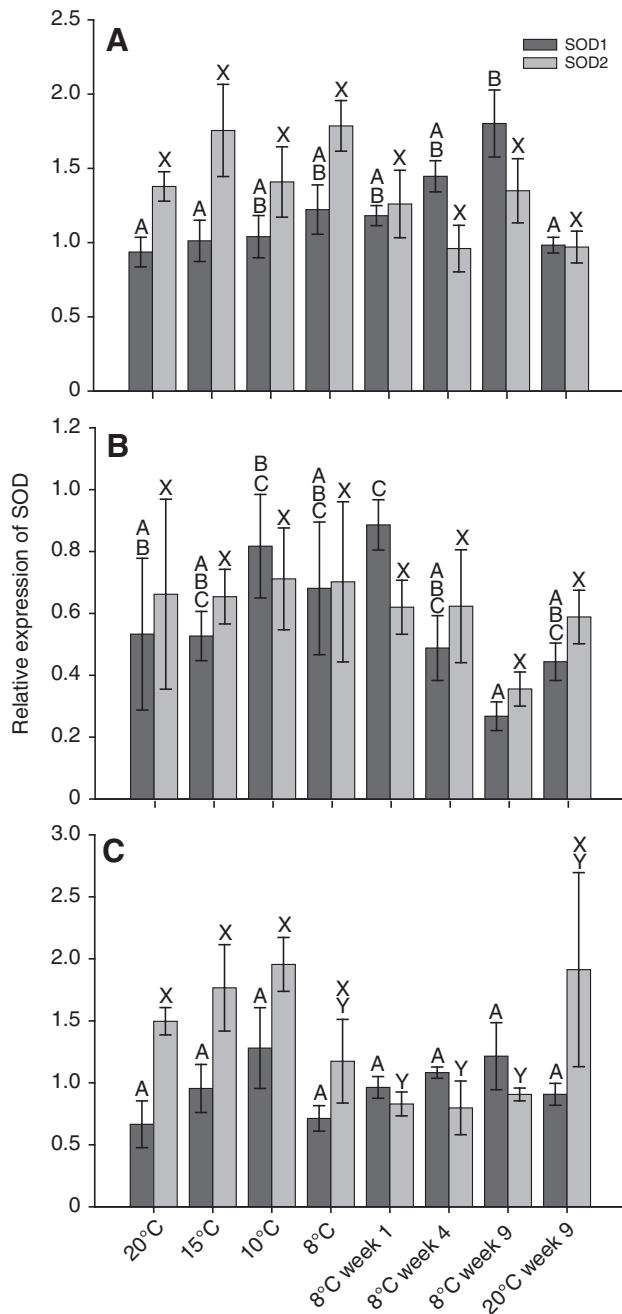 A
SOD1
SOD2
2.5
2.0
1.5
1.0
0.5
0
A
X
A
X
A
B
X
A
B
X
A
B
X
A
B
X
B
X
A
X
Relative expression of SOD
B
1.2
1.0
0.8
0.6
0.4
0.2
0
A
B
X
A
B
C
X
B
C
X
A
B
C
X
C
X
A
B
C
X
A
X
A
B
C
X
C
3.0
2.5
2.0
1.5
1.0
0.5
0
A
X
A
X
A
X
A
X
Y
A
Y
A
Y
A
Y
A
X
Y
20°C
15°C
10°C
8°C
8°C week 1
8°C week 4
8°C week 9
20°C week 9